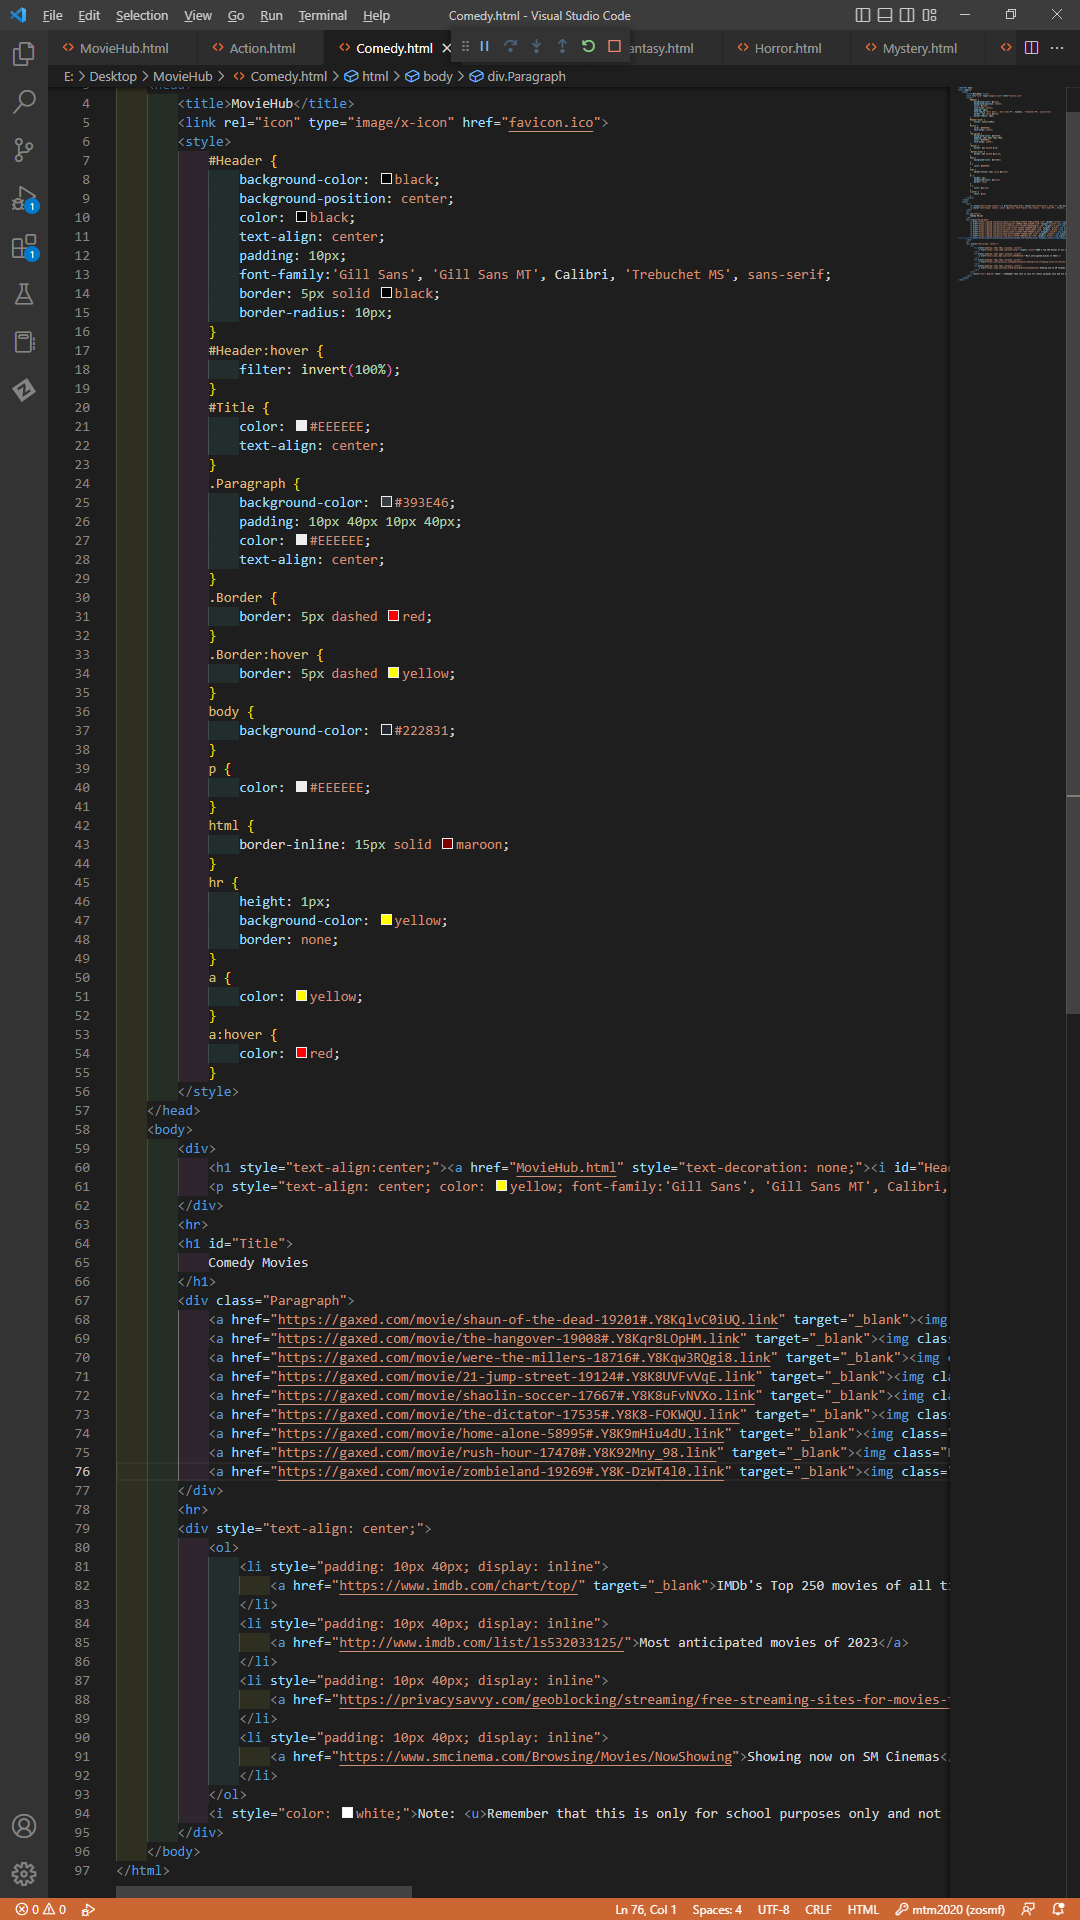 File Edit Selection View Go Run Terminal Help Comedy.html - Visual Studio Code
MovieHub.html Action.html Comedy.html antasy.html Horror.html Mystery.html
E: > Desktop > MovieHub > Comedy.html > html > body > div.Paragraph
4 <title>MovieHub</title>
5 <link rel="icon" type="image/x-icon" href="favicon.ico">
6 <style>
7 #Header {
8 background-color: black;
9 background-position: center;
10 color: black;
11 text-align: center;
12 padding: 10px;
13 font-family:'Gill Sans', 'Gill Sans MT', Calibri, 'Trebuchet MS', sans-serif;
14 border: 5px solid black;
15 border-radius: 10px;
16 }
17 #Header:hover {
18 filter: invert(100%);
19 }
20 #Title {
21 color: #EEEEEE;
22 text-align: center;
23 }
24 .Paragraph {
25 background-color: #393E46;
26 padding: 10px 40px 10px 40px;
27 color: #EEEEEE;
28 text-align: center;
29 }
30 .Border {
31 border: 5px dashed red;
32 }
33 .Border:hover {
34 border: 5px dashed yellow;
35 }
36 body {
37 background-color: #222831;
38 }
39 p {
40 color: #EEEEEE;
41 }
42 html {
43 border-inline: 15px solid maroon;
44 }
45 hr {
46 height: 1px;
47 background-color: yellow;
48 border: none;
49 }
50 a {
51 color: yellow;
52 }
53 a:hover {
54 color: red;
55 }
56 </style>
57 </head>
58 <body>
59 <div>
60 <h1 style="text-align:center;"><a href="MovieHub.html" style="text-decoration: none;"><i id="Hea
61 <p style="text-align: center; color: yellow; font-family:'Gill Sans', 'Gill Sans MT', Calibri,
62 </div>
63 <hr>
64 <h1 id="Title">
65 Comedy Movies
66 </h1>
67 <div class="Paragraph">
68 <a href="https://gaxed.com/movie/shaun-of-the-dead-19201#.Y8KqlvC0iUQ.link" target="_blank"><img
69 <a href="https://gaxed.com/movie/the-hangover-19008#.Y8Kqr8LOpHM.link" target="_blank"><img clas
70 <a href="https://gaxed.com/movie/were-the-millers-18716#.Y8Kqw3RQgi8.link" target="_blank"><img
71 <a href="https://gaxed.com/movie/21-jump-street-19124#.Y8K8UVFvVqE.link" target="_blank"><img cl
72 <a href="https://gaxed.com/movie/shaolin-soccer-17667#.Y8K8uFvNVXo.link" target="_blank"><img cl
73 <a href="https://gaxed.com/movie/the-dictator-17535#.Y8K8-FOKWQU.link" target="_blank"><img clas
74 <a href="https://gaxed.com/movie/home-alone-58995#.Y8K9mHiu4dU.link" target="_blank"><img class=
75 <a href="https://gaxed.com/movie/rush-hour-17470#.Y8K92Mny_98.link" target="_blank"><img class="
76 <a href="https://gaxed.com/movie/zombieland-19269#.Y8K-DzWT4l0.link" target="_blank"><img class=
77 </div>
78 <hr>
79 <div style="text-align: center;">
80 <ol>
81 <li style="padding: 10px 40px; display: inline">
82 <a href="https://www.imdb.com/chart/top/" target="_blank">IMDb's Top 250 movies of all t
83 </li>
84 <li style="padding: 10px 40px; display: inline">
85 <a href="http://www.imdb.com/list/ls532033125/">Most anticipated movies of 2023</a>
86 </li>
87 <li style="padding: 10px 40px; display: inline">
88 <a href="https://privacysavvy.com/geoblocking/streaming/free-streaming-sites-for-movies-
89 </li>
90 <li style="padding: 10px 40px; display: inline">
91 <a href="https://www.smcinema.com/Browsing/Movies/NowShowing">Showing now on SM Cinemas<
92 </li>
93 </ol>
94 <i style="color: white;">Note: <u>Remember that this is only for school purposes only and not
95 </div>
96 </body>
97 </html>
0 0 Ln 76, Col 1 Spaces: 4 UTF-8 CRLF HTML mtm2020 (zosmf)